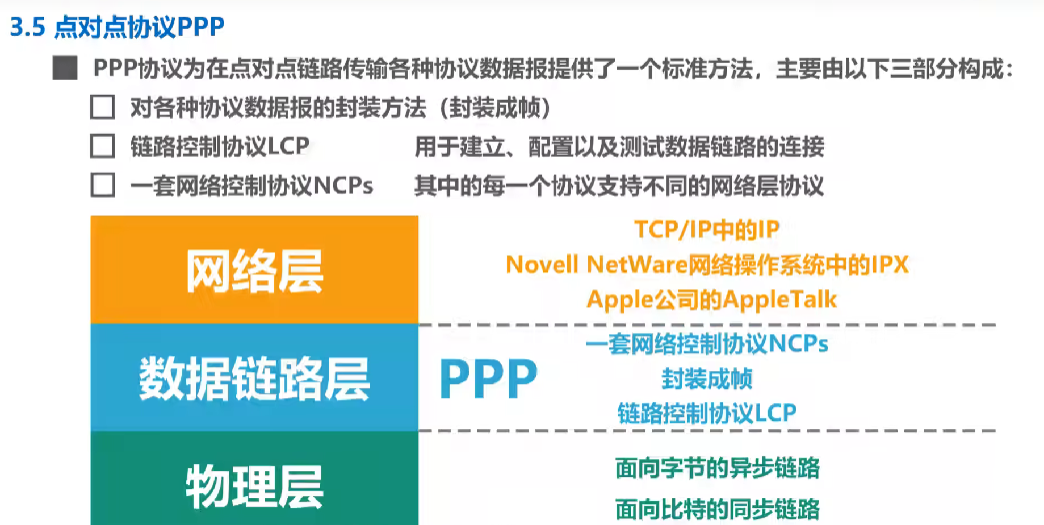 3.5 点对点协议PPP
PPP协议为在点对点链路传输各种协议数据报提供了一个标准方法，主要由以下三部分构成：
对各种协议数据报的封装方法（封装成帧）
链路控制协议LCP 用于建立、配置以及测试数据链路的连接
一套网络控制协议NCPs 其中的每一个协议支持不同的网络层协议
网络层
TCP/IP中的IP
Novell NetWare网络操作系统中的IPX
Apple公司的AppleTalk
数据链路层
PPP
一套网络控制协议NCPs
封装成帧
链路控制协议LCP
物理层
面向字节的异步链路
面向比特的同步链路